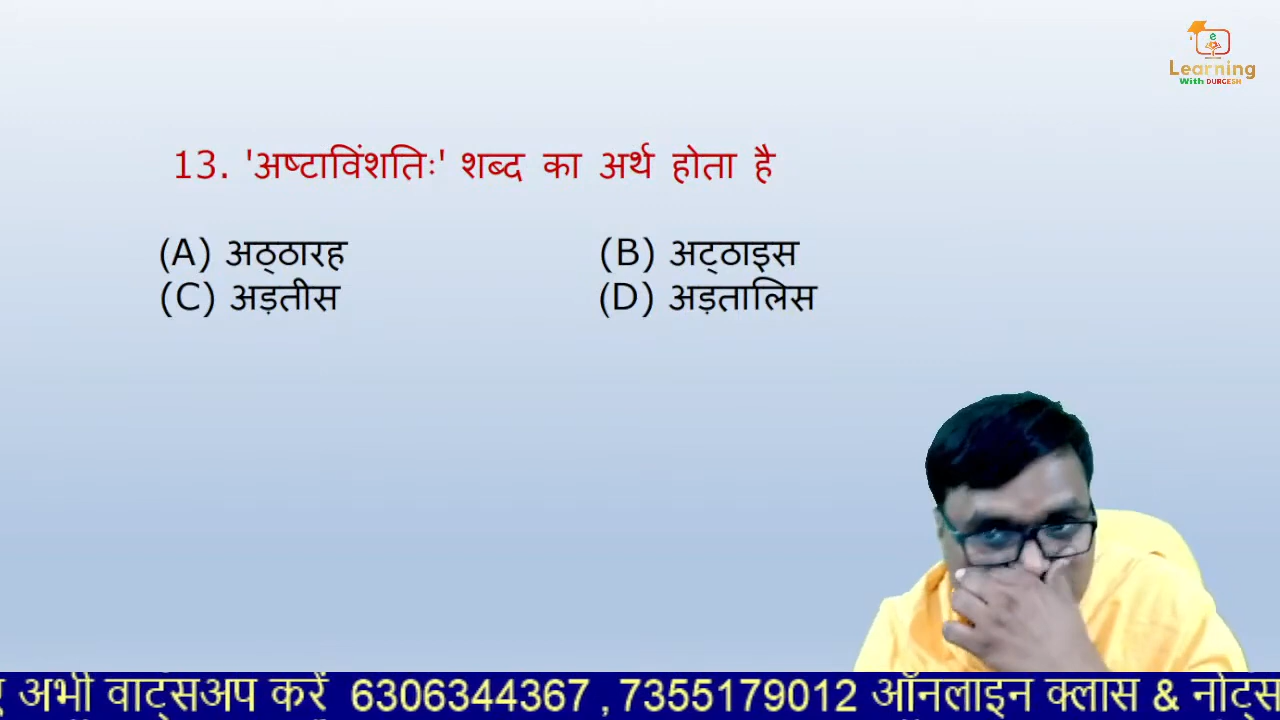 e
Learning
With DURGESH
13. 'अष्टाविंशतिः' शब्द का अर्थ होता है
(A) अठ्ठारह (B) अट्ठाइस
(C) अड़तीस (D) अड़तालिस
अभी वाट्सअप करें 6306344367 , 7355179012 ऑनलाइन क्लास & नोट्स